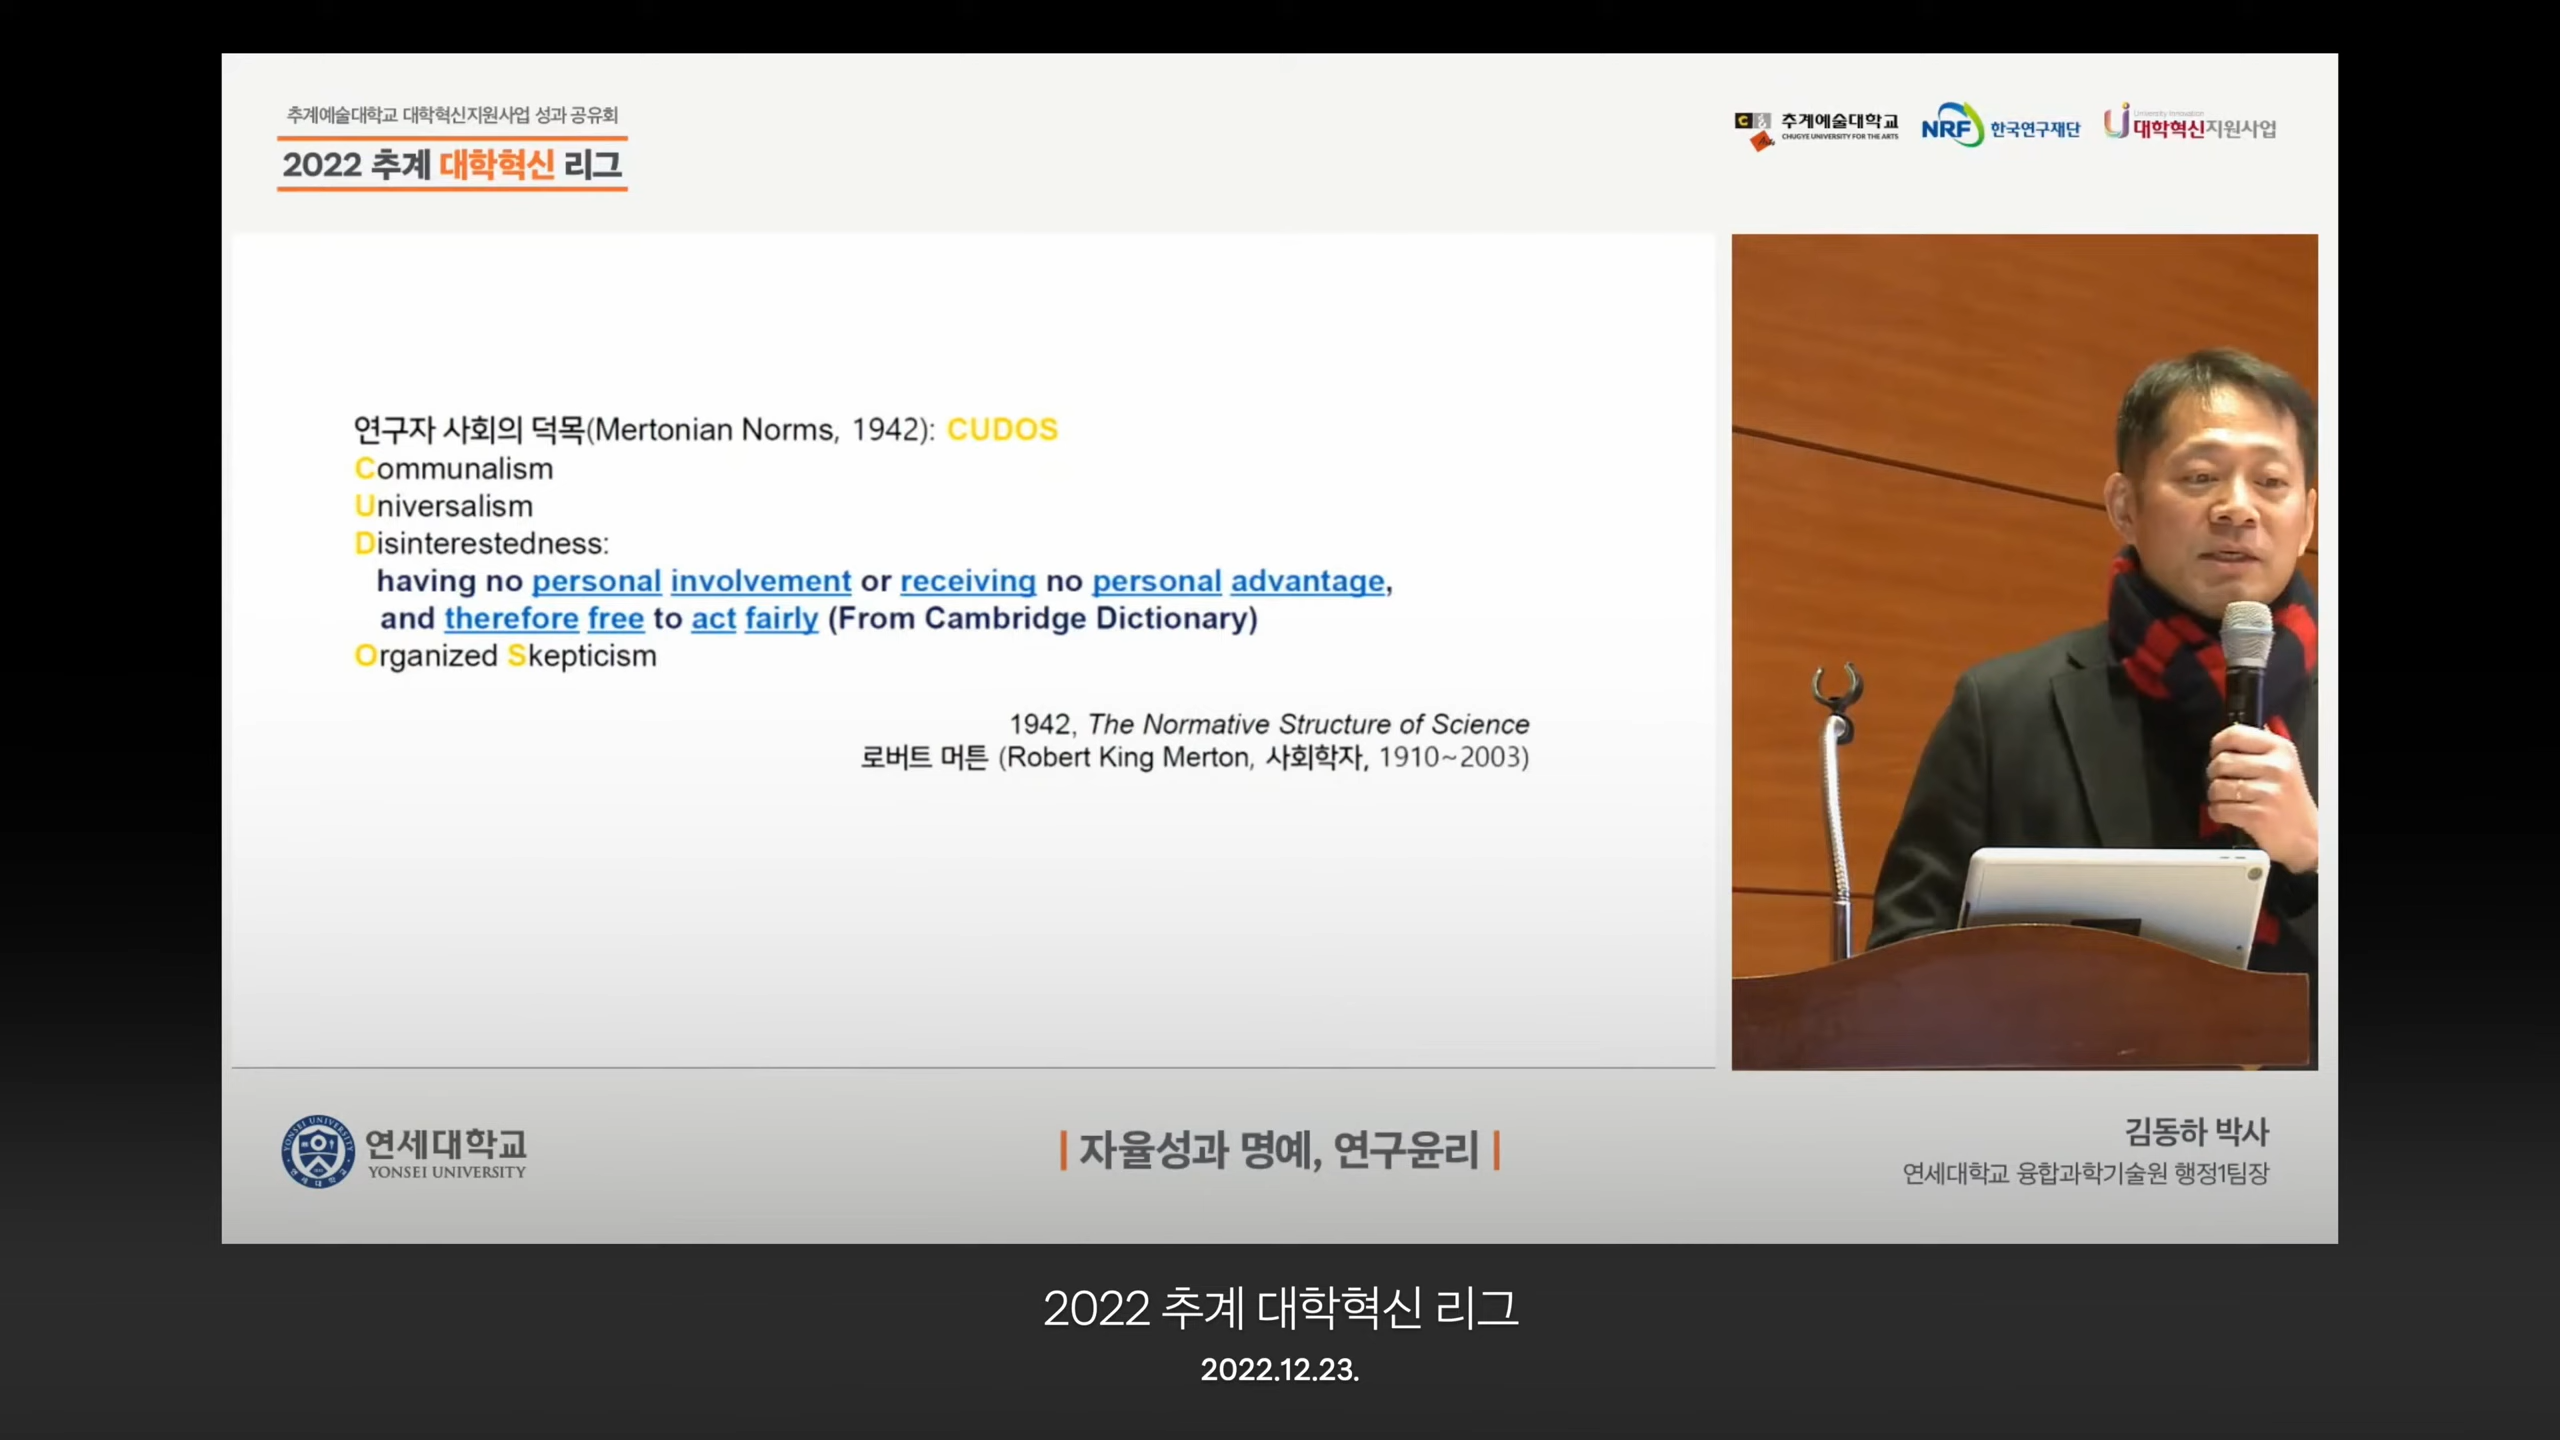 추계예술대학교 대학혁신지원사업 성과 공유회
2022 추계 대학혁신 리그
추계예술대학교
CHUGYE UNIVERSITY FOR THE ARTS
NRF 한국연구재단
University Innovation
대학혁신지원사업
연구자 사회의 덕목(Mertonian Norms, 1942): CUDOS
Communalism
Universalism
Disinterestedness:
having no personal involvement or receiving no personal advantage,
and therefore free to act fairly (From Cambridge Dictionary)
Organized Skepticism
1942, The Normative Structure of Science
로버트 머튼 (Robert King Merton, 사회학자, 1910~2003)
연세대학교
YONSEI UNIVERSITY
| 자율성과 명예, 연구윤리 |
김동하 박사
연세대학교 융합과학기술원 행정1팀장
2022 추계 대학혁신 리그
2022.12.23.